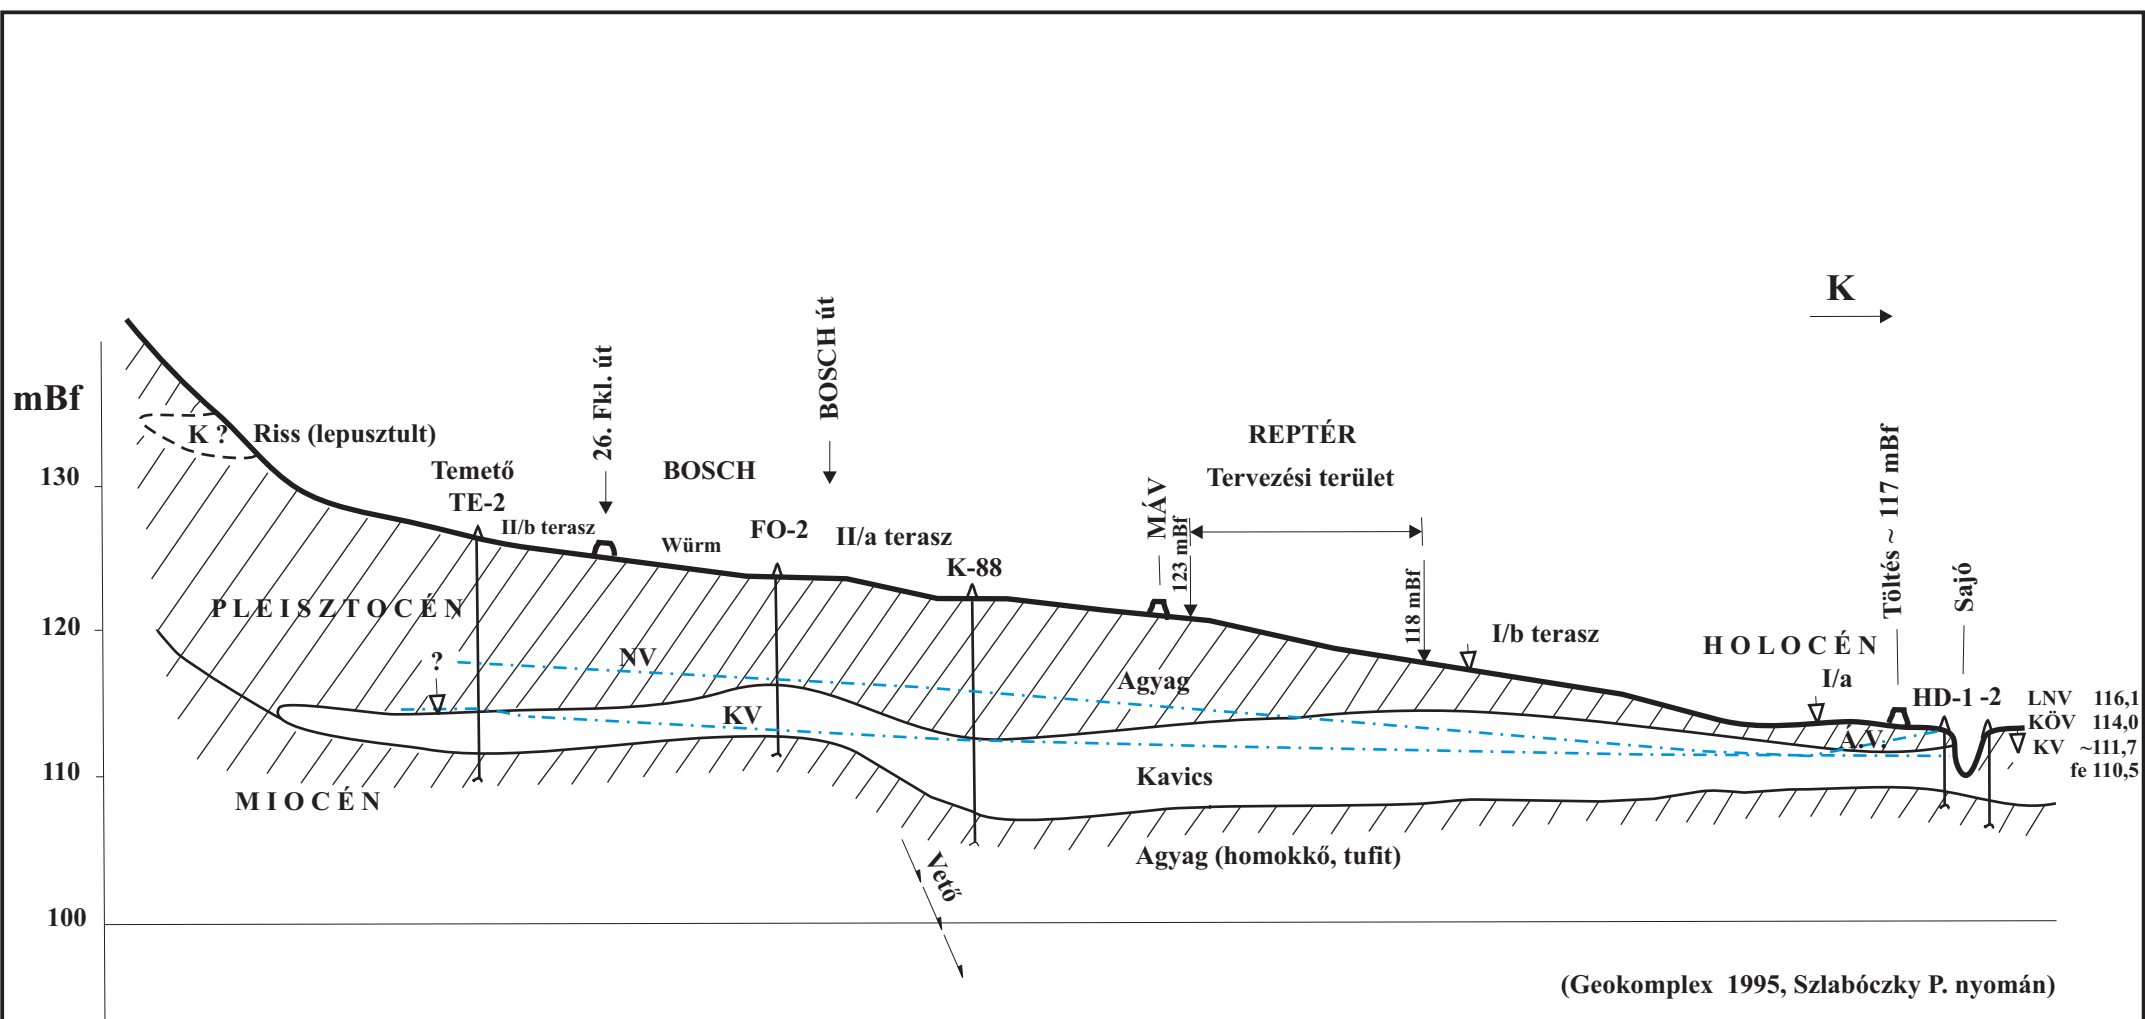 K
mBf
130
120
110
100
K ?
Riss (lepusztult)
Temető
TE-2
II/b terasz
26. Fkl. út
BOSCH
Würm
BOSCH út
FO-2
II/a terasz
K-88
MÁV
123 mBf
REPTÉR
Tervezési terület
118 mBf
I/b terasz
HOLOCÉN
I/a
Töltés ~ 117 mBf
Sajó
HD-1 -2
LNV 116,1
KÖV 114,0
KV ~111,7
fe 110,5
PLEISZTOCÉN
?
NV
KV
Agyag
Á.V.
Kavics
MIOCÉN
Agyag (homokkő, tufit)
Vető
(Geokomplex 1995, Szlabóczky P. nyomán)